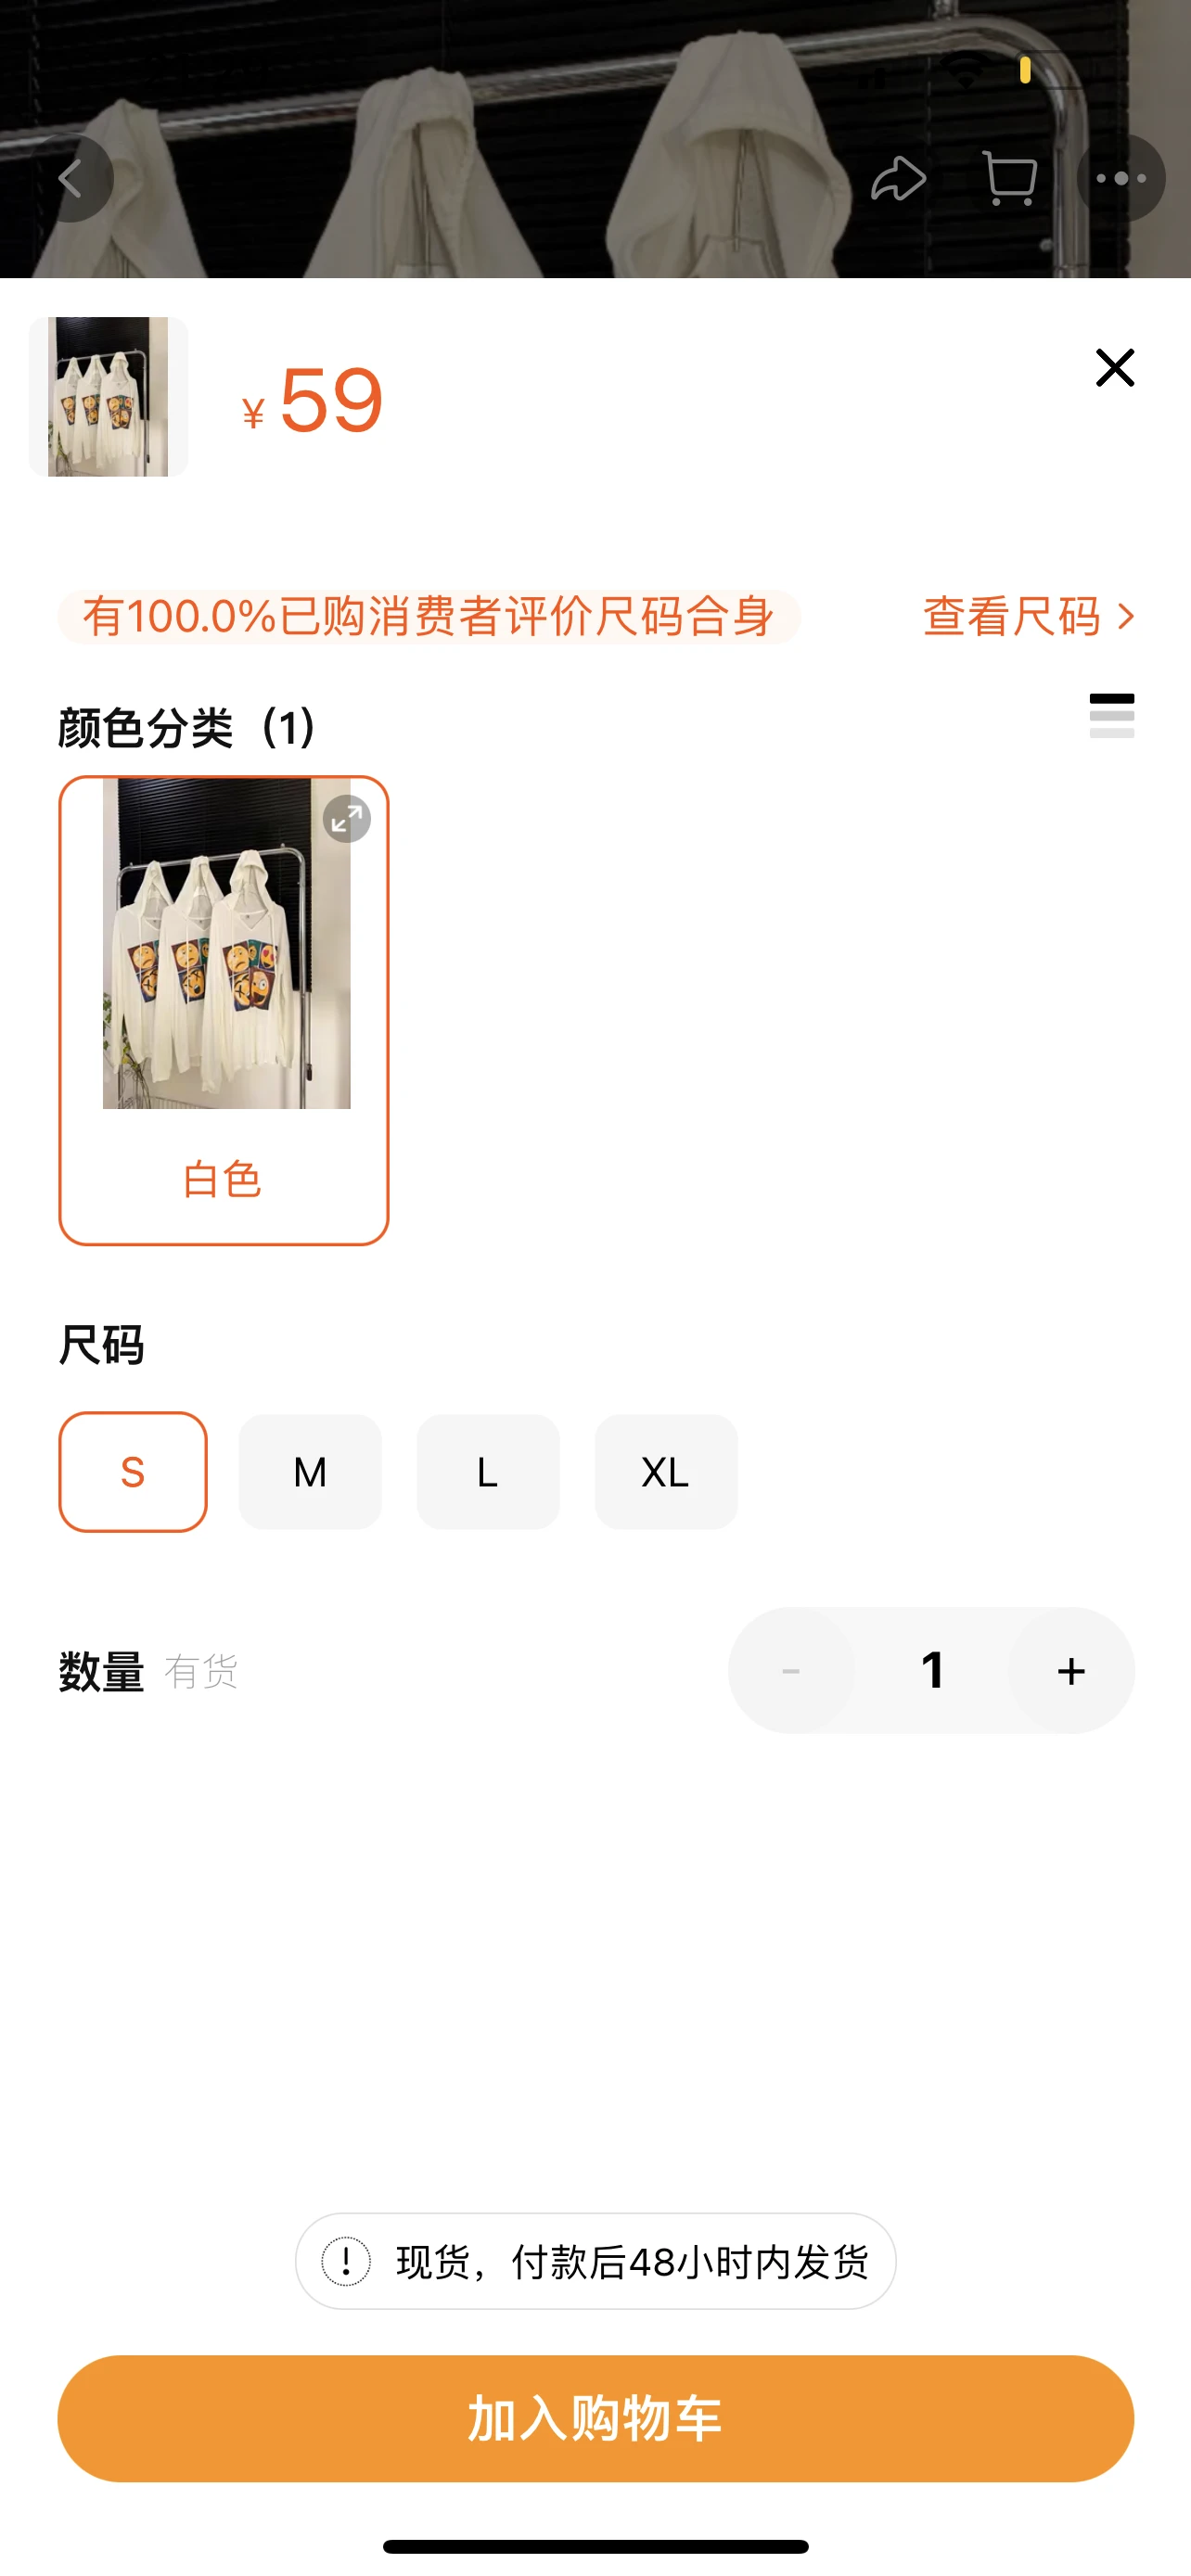 ¥ 59
有100.0%已购消费者评价尺码合身
查看尺码 >
颜色分类（1）
白色
尺码
S M L XL
数量 有货
- 1 +
现货，付款后48小时内发货
加入购物车